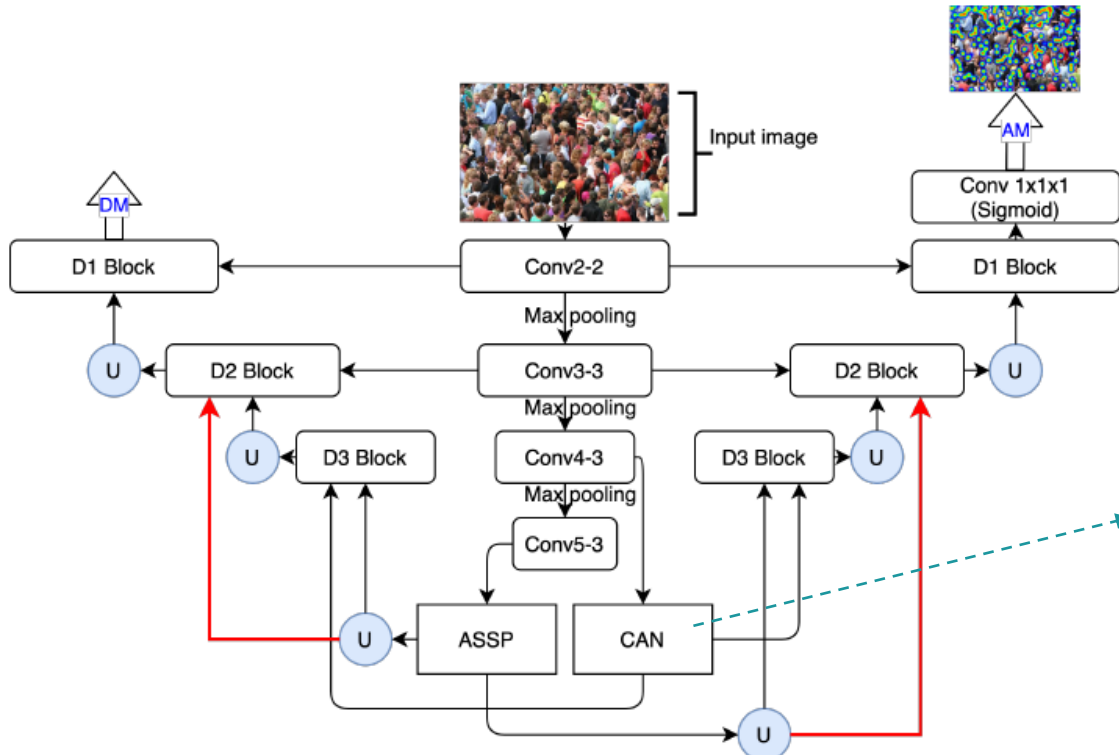 Input image
AM
Conv 1x1x1
(Sigmoid)
DM
D1 Block
Conv2-2
D1 Block
Max pooling
U
D2 Block
Conv3-3
D2 Block
U
Max pooling
U
D3 Block
Conv4-3
D3 Block
U
Max pooling
Conv5-3
U
ASSP
CAN
U